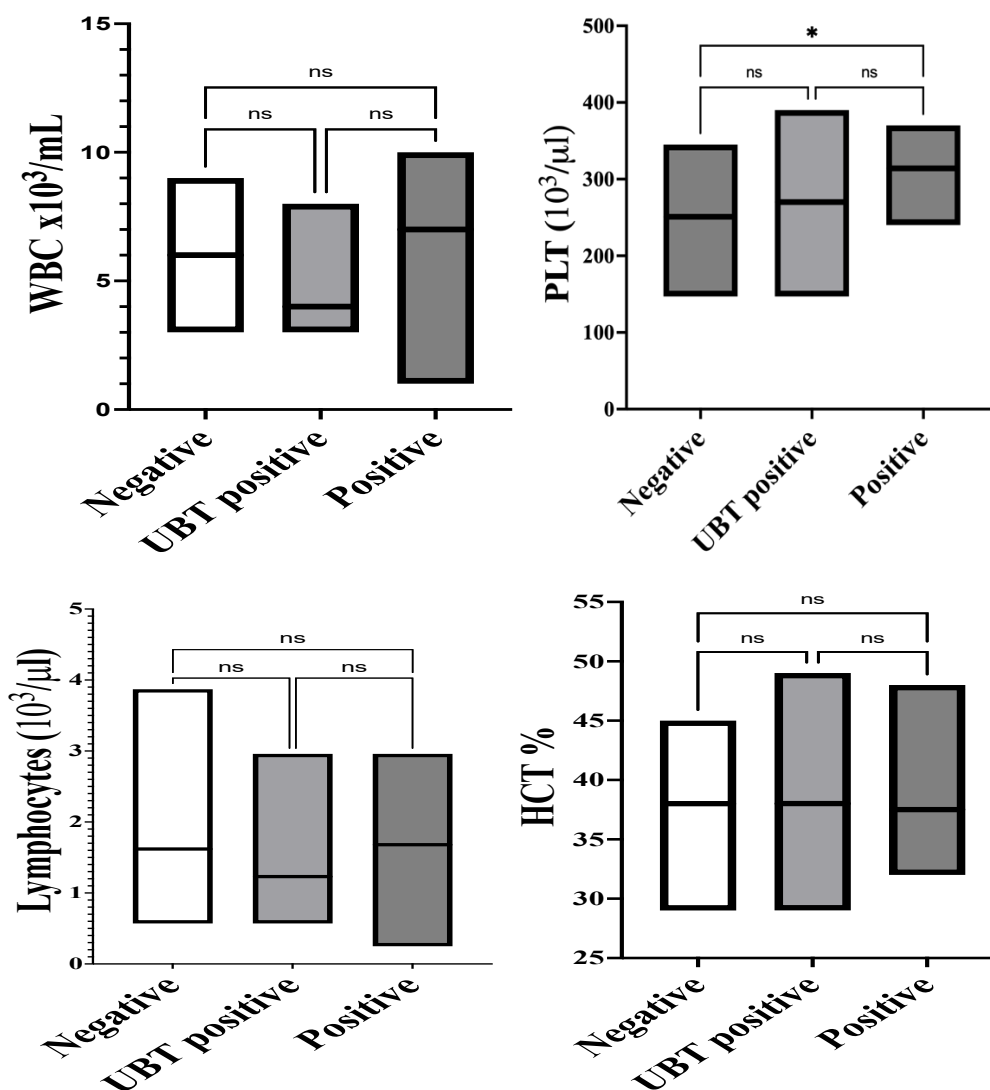 WBC x10³/mL
15
10
5
0
ns
ns
ns
Negative
UBT positive
Positive
PLT (10³/µl)
500
400
300
200
100
0
*
ns
ns
Negative
UBT positive
Positive
Lymphocytes (10³/µl)
5
4
3
2
1
0
ns
ns
ns
Negative
UBT positive
Positive
HCT %
55
50
45
40
35
30
25
ns
ns
ns
Negative
UBT positive
Positive